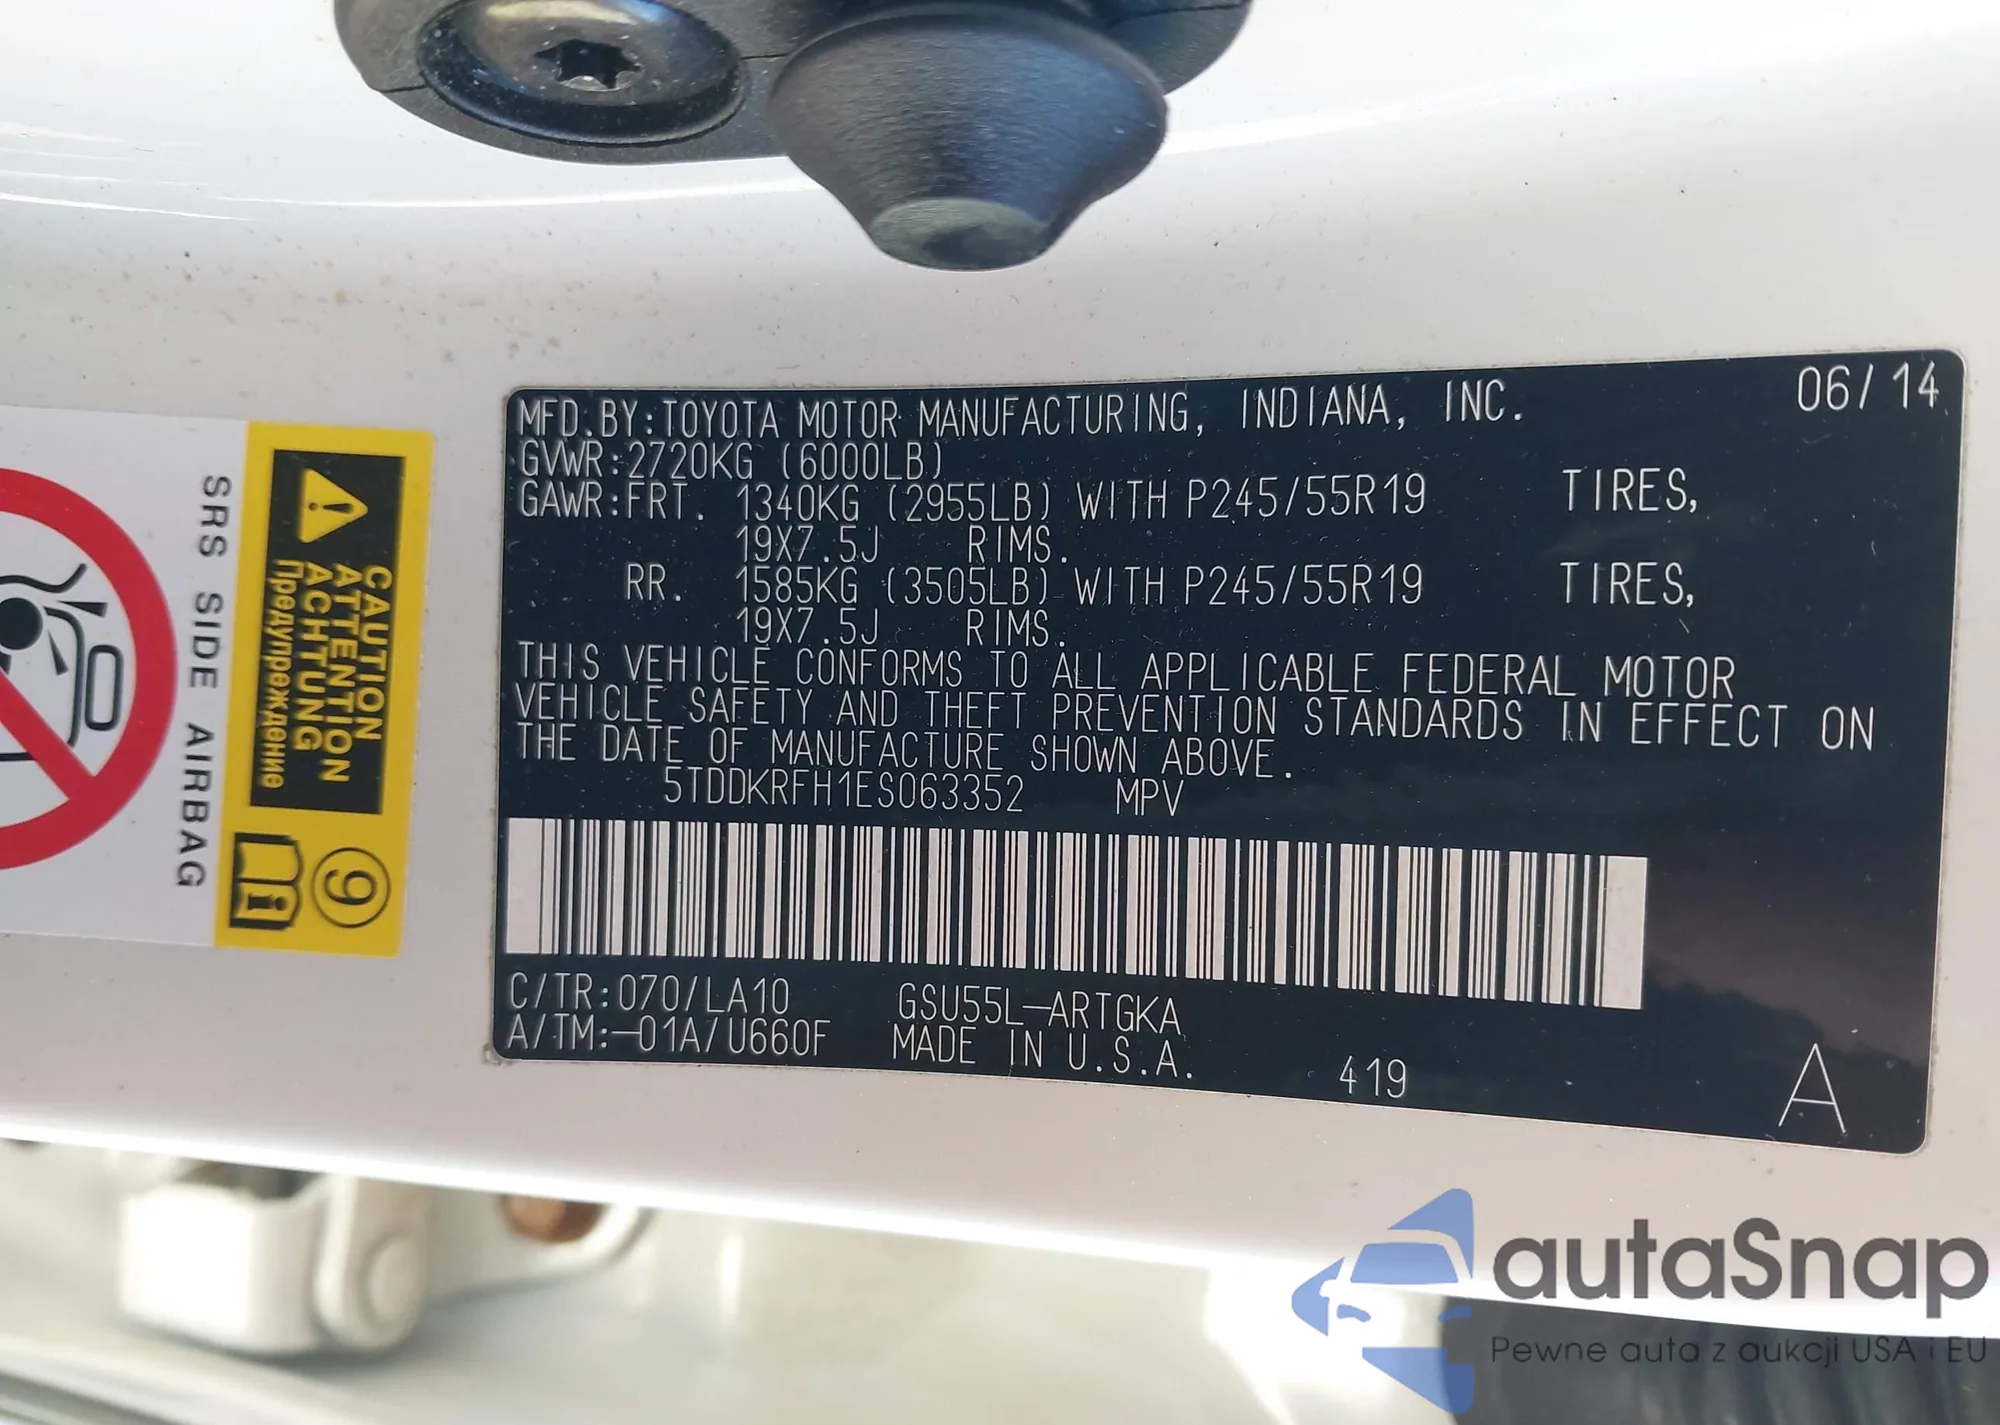 MFD.BY:TOYOTA MOTOR MANUFACTURING, INDIANA, INC. 06/14
GVWR:2720KG (6000LB)
GAWR:FRT. 1340KG (2955LB) WITH P245/55R19 TIRES,
19X7.5J RIMS.
RR. 1585KG (3505LB) WITH P245/55R19 TIRES,
19X7.5J RIMS.
THIS VEHICLE CONFORMS TO ALL APPLICABLE FEDERAL MOTOR
VEHICLE SAFETY AND THEFT PREVENTION STANDARDS IN EFFECT ON
THE DATE OF MANUFACTURE SHOWN ABOVE.
5TDDKRFH1ES063352 MPV
C/TR:070/LA10 GSU55L-ARTGKA
A/TM:-01A/U660F MADE IN U.S.A.
419 A
CAUTION
ATTENTION
ACHTUNG
Предупреждение
SRS SIDE AIRBAG
9
i
autaSnap
Pewne auta z aukcji USA i EU